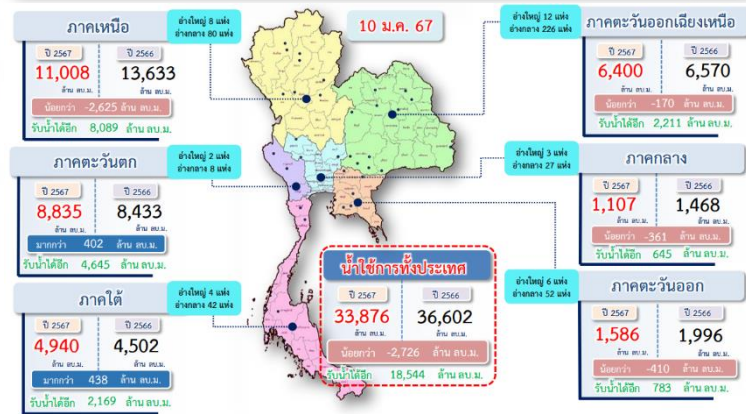 ภาคเหนือ
ปี 2567 ปี 2566
11,008 13,633
ล้าน ลบ.ม. ล้าน ลบ.ม.
น้อยกว่า -2,625 ล้าน ลบ.ม.
รับน้ำได้อีก 8,089 ล้าน ลบ.ม.
อ่างใหญ่ 8 แห่ง
อ่างกลาง 80 แห่ง
10 ม.ค. 67
อ่างใหญ่ 12 แห่ง
อ่างกลาง 226 แห่ง
ภาคตะวันออกเฉียงเหนือ
ปี 2567 ปี 2566
6,400 6,570
ล้าน ลบ.ม. ล้าน ลบ.ม.
น้อยกว่า -170 ล้าน ลบ.ม.
รับน้ำได้อีก 2,211 ล้าน ลบ.ม.
ภาคตะวันตก
ปี 2567 ปี 2566
8,835 8,433
ล้าน ลบ.ม. ล้าน ลบ.ม.
มากกว่า 402 ล้าน ลบ.ม.
รับน้ำได้อีก 4,645 ล้าน ลบ.ม.
อ่างใหญ่ 2 แห่ง
อ่างกลาง 8 แห่ง
อ่างใหญ่ 3 แห่ง
อ่างกลาง 27 แห่ง
ภาคกลาง
ปี 2567 ปี 2566
1,107 1,468
ล้าน ลบ.ม. ล้าน ลบ.ม.
น้อยกว่า -361 ล้าน ลบ.ม.
รับน้ำได้อีก 645 ล้าน ลบ.ม.
ภาคใต้
ปี 2567 ปี 2566
4,940 4,502
ล้าน ลบ.ม. ล้าน ลบ.ม.
มากกว่า 438 ล้าน ลบ.ม.
รับน้ำได้อีก 2,169 ล้าน ลบ.ม.
อ่างใหญ่ 4 แห่ง
อ่างกลาง 42 แห่ง
น้ำใช้การทั้งประเทศ
ปี 2567 ปี 2566
33,876 36,602
ล้าน ลบ.ม. ล้าน ลบ.ม.
น้อยกว่า -2,726 ล้าน ลบ.ม.
รับน้ำได้อีก 18,544 ล้าน ลบ.ม.
อ่างใหญ่ 6 แห่ง
อ่างกลาง 52 แห่ง
ภาคตะวันออก
ปี 2567 ปี 2566
1,586 1,996
ล้าน ลบ.ม. ล้าน ลบ.ม.
น้อยกว่า -410 ล้าน ลบ.ม.
รับน้ำได้อีก 783 ล้าน ลบ.ม.